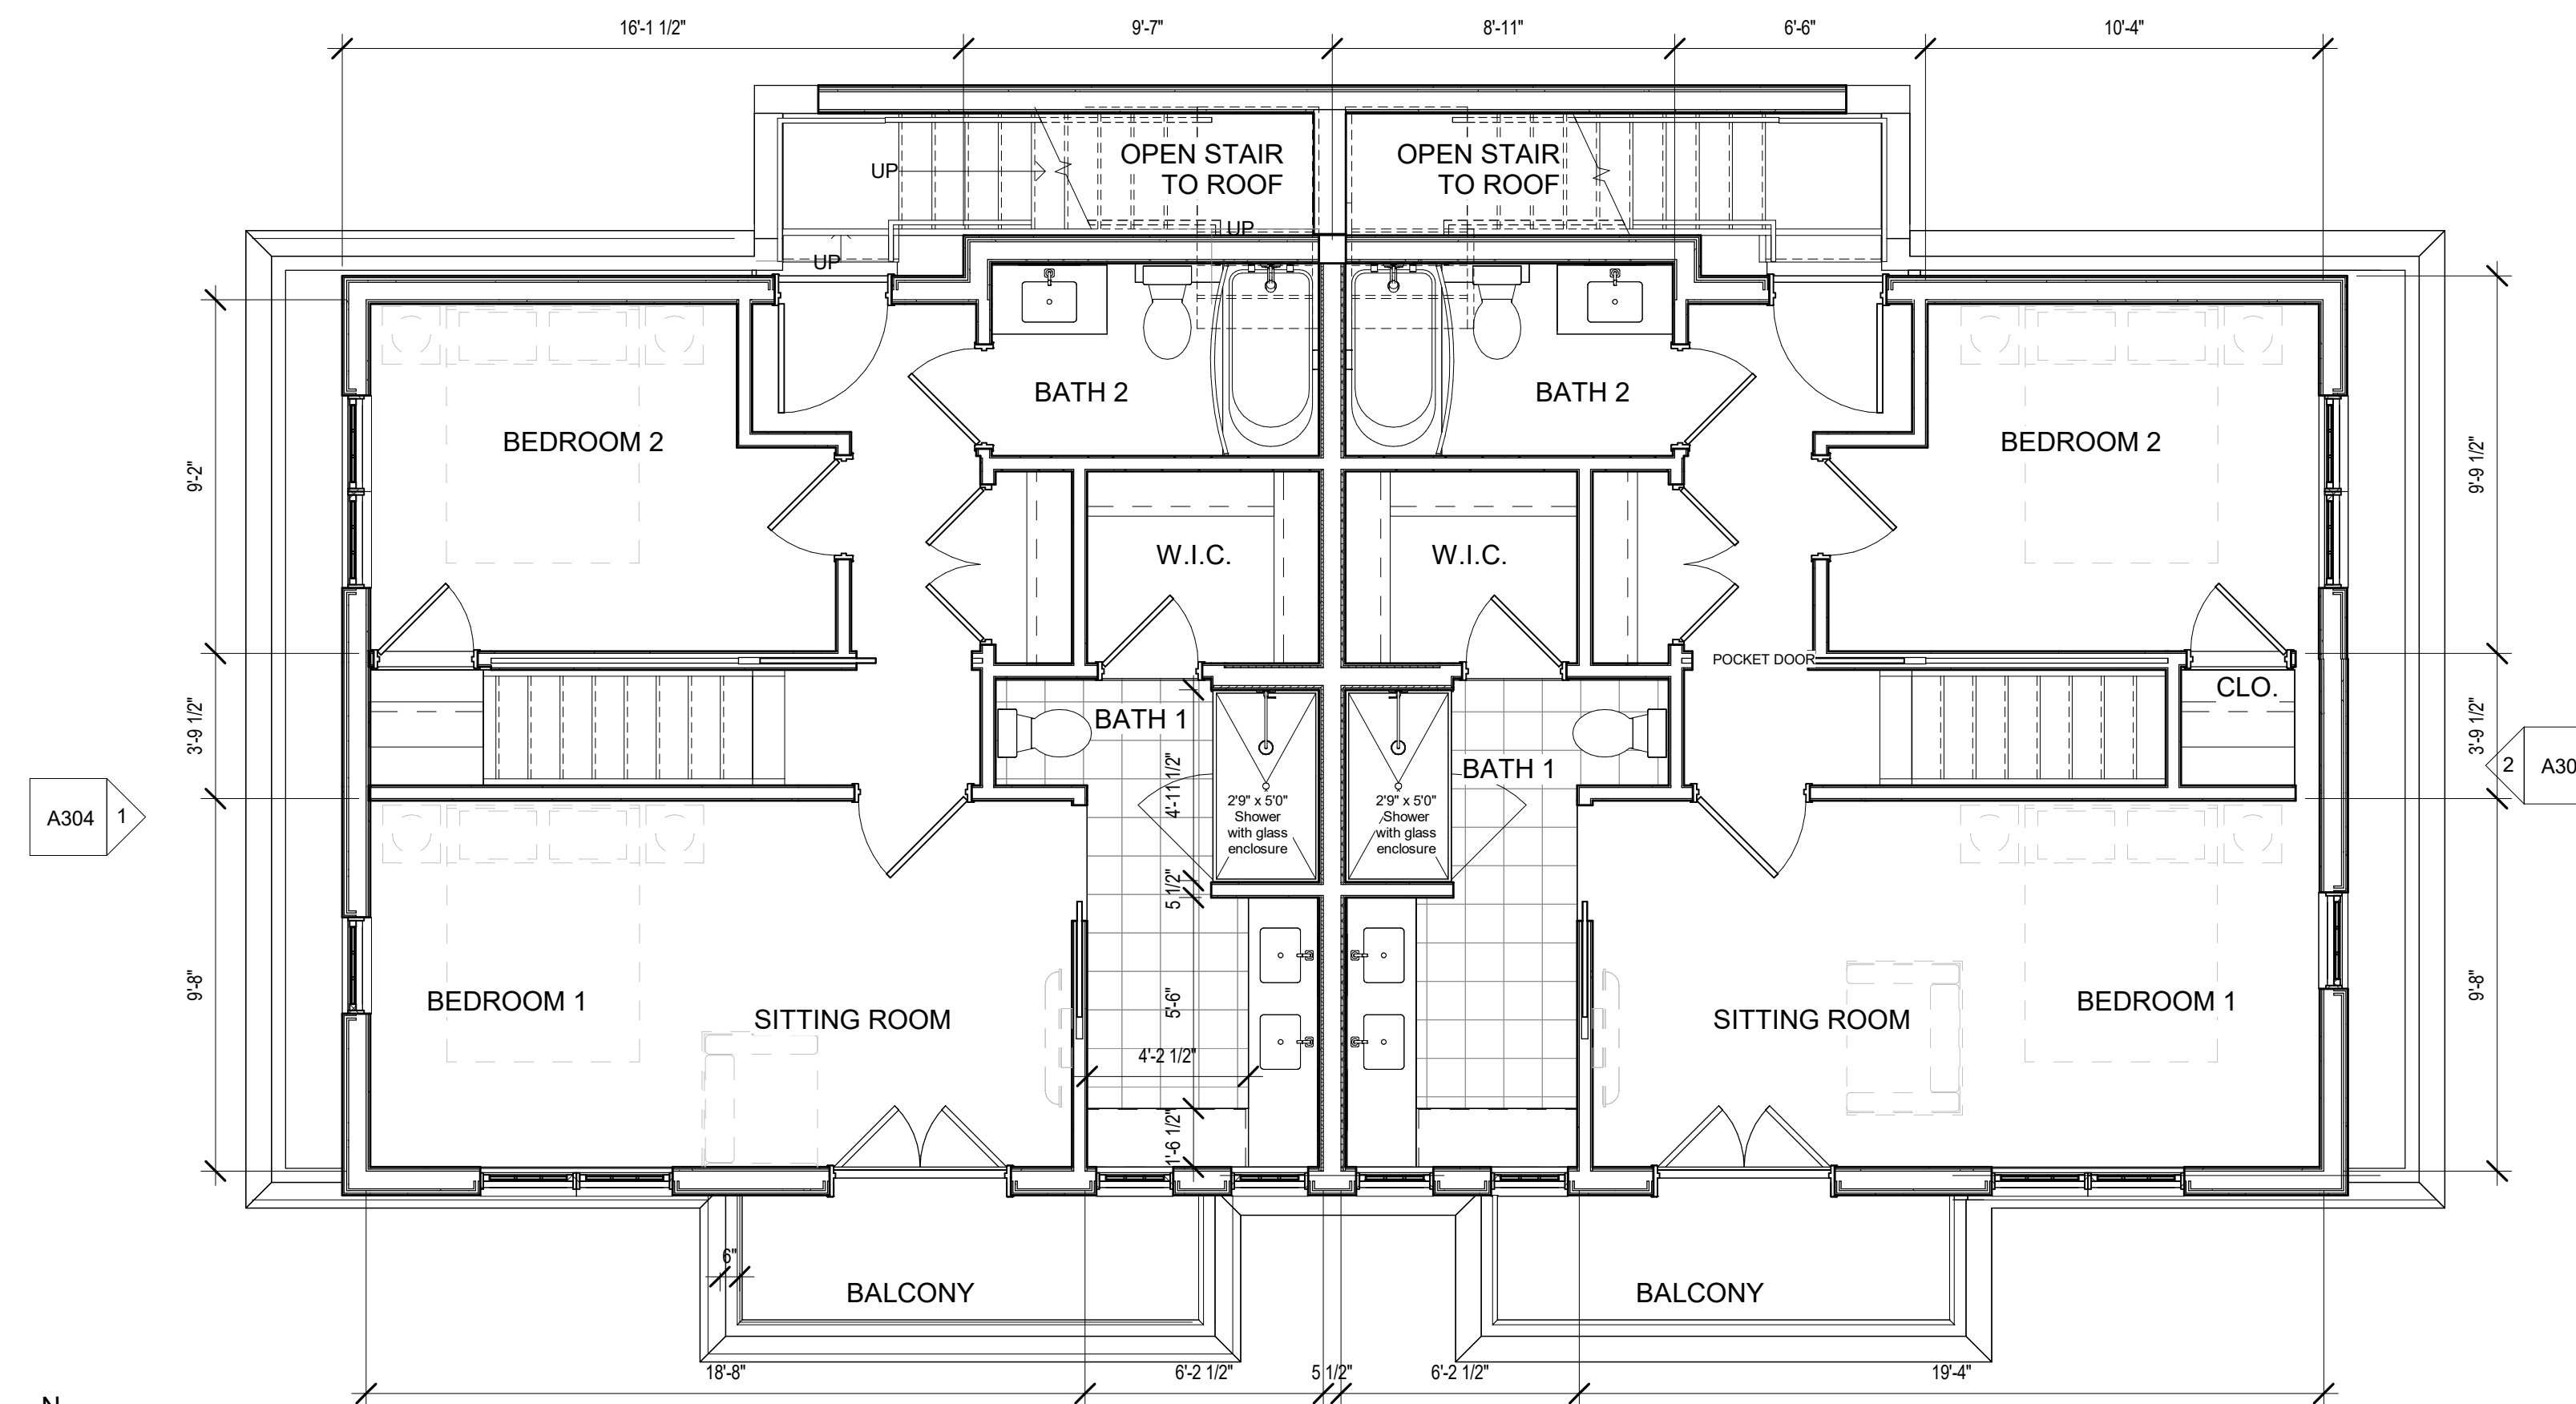 16'-1 1/2"
9'-7"
8'-11"
6'-6"
10'-4"
OPEN STAIR
TO ROOF
OPEN STAIR
TO ROOF
UP
UP
UP
BATH 2
BATH 2
BEDROOM 2
BEDROOM 2
9'-2"
9'-9 1/2"
W.I.C.
W.I.C.
POCKET DOOR
CLO.
BATH 1
BATH 1
3'-9 1/2"
3'-9 1/2"
4'-11 1/2"
A304
1
2
A30
2'9" x 5'0"
Shower
with glass
enclosure
2'9" x 5'0"
Shower
with glass
enclosure
5 1/2"
9'-8"
9'-8"
BEDROOM 1
SITTING ROOM
5'-6"
SITTING ROOM
BEDROOM 1
4'-2 1/2"
1'-6 1/2"
6"
BALCONY
BALCONY
18'-8"
6'-2 1/2"
5 1/2"
6'-2 1/2"
19'-4"